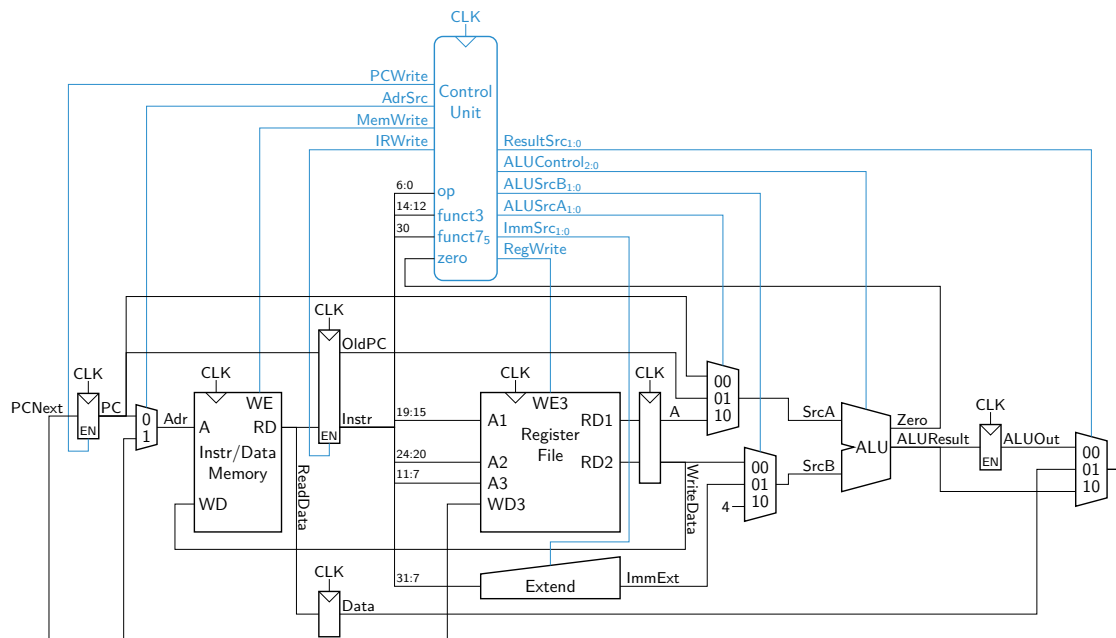 CLK
PCWrite
AdrSrc
MemWrite
IRWrite
Control
Unit
ResultSrc1:0
ALUControl2:0
ALUSrcB1:0
ALUSrcA1:0
ImmSrc1:0
RegWrite
6:0
op
14:12
funct3
30
funct75
zero
CLK
OldPC
CLK
PCNext
PC
EN
0
1
Adr
CLK
WE
A
RD
Instr/Data
Memory
WD
ReadData
EN
Instr
19:15
24:20
11:7
CLK
WE3
A1
RD1
Register
File
A2
RD2
A3
WD3
CLK
A
WriteData
00
01
10
00
01
10
4
SrcA
SrcB
ALU
Zero
ALUResult
CLK
EN
ALUOut
00
01
10
31:7
Extend
ImmExt
CLK
Data